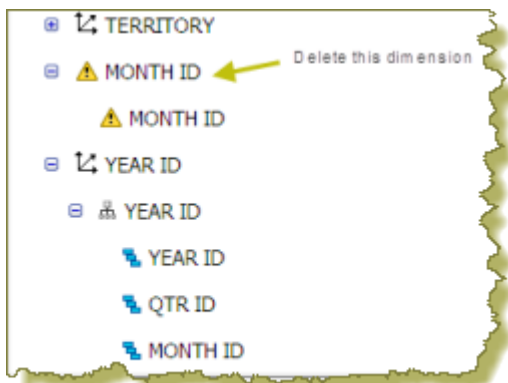 TERRITORY
MONTH ID
Delete this dimension
MONTH ID
YEAR ID
YEAR ID
YEAR ID
QTR ID
MONTH ID